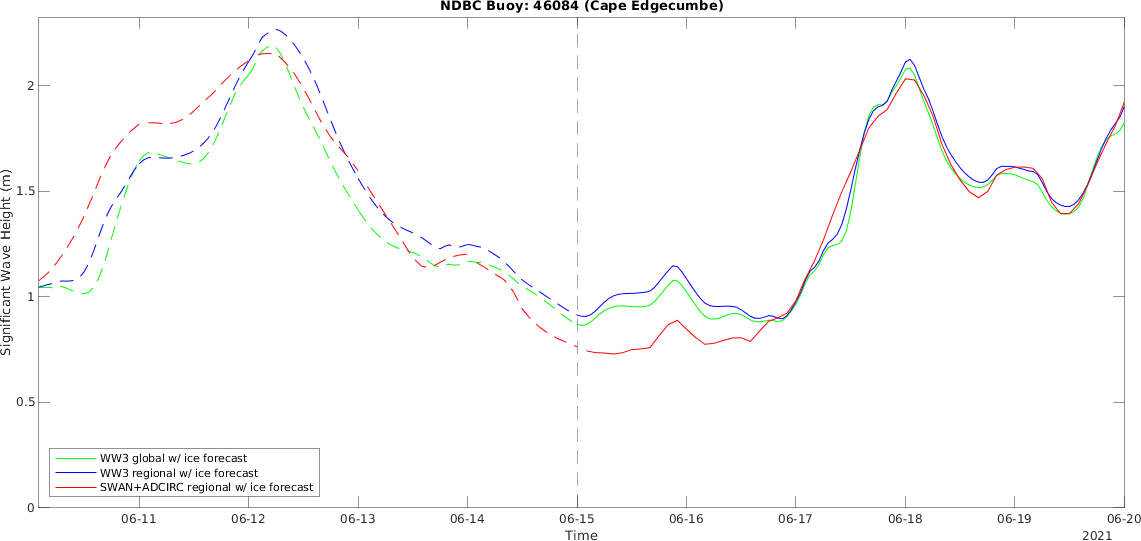 NDBC Buoy: 46084 (Cape Edgecumbe)
Significant Wave Height (m)
2
1.5
1
0.5
0
WW3 global w/ ice forecast
WW3 regional w/ ice forecast
SWAN+ADCIRC regional w/ ice forecast
06-11 06-12 06-13 06-14 06-15 06-16 06-17 06-18 06-19 06-20
Time
2021